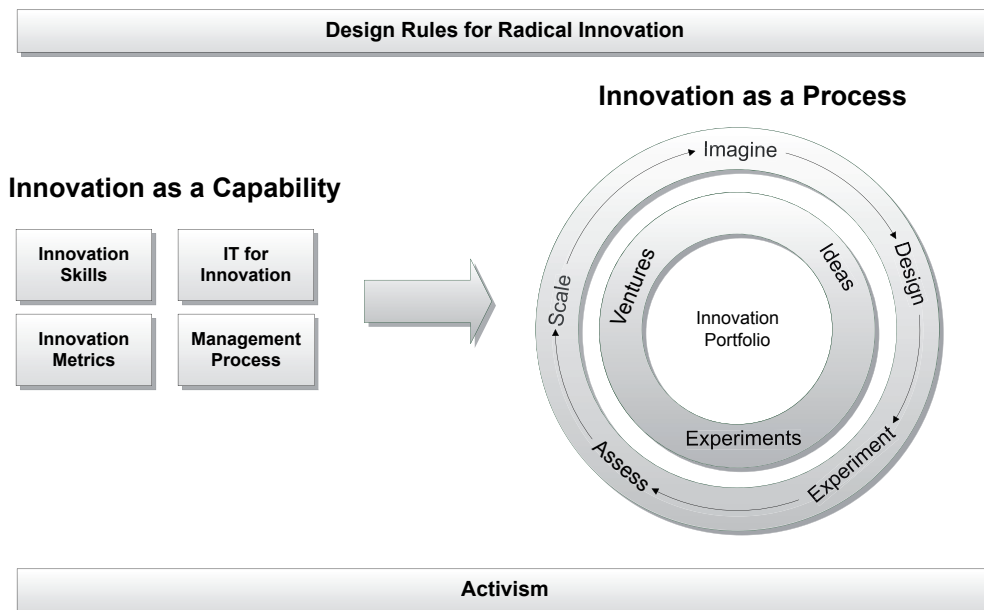 Design Rules for Radical Innovation
Innovation as a Process
Innovation as a Capability
Innovation
Skills
IT for
Innovation
Innovation
Metrics
Management
Process
Imagine
Design
Experiment
Assess
Scale
Ventures
Ideas
Experiments
Innovation
Portfolio
Activism